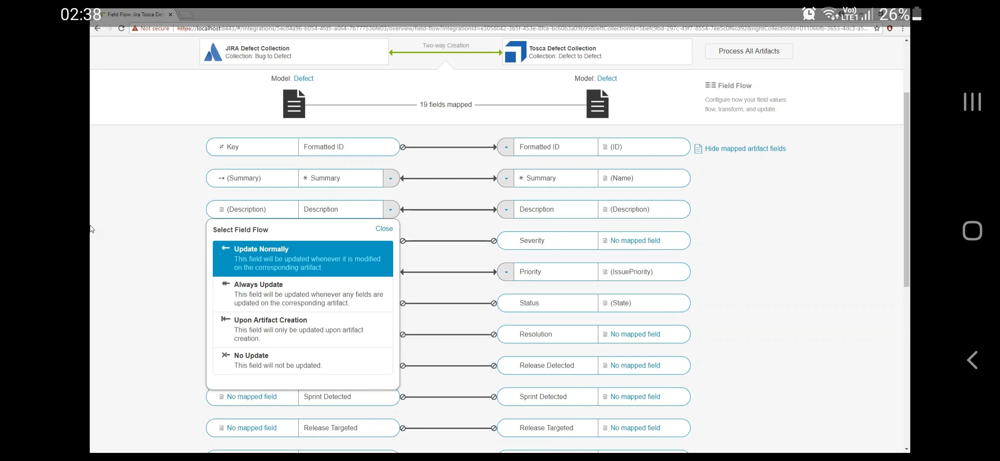 02:38
Vo))
LTE1
26%
Field Flow: Jira Tosca Def
Not secure
https://localhost:8443/#/integrations/5ec84a96-b054-4fd5-a064-7b777536fe03/overview/field-flow?integrationId=e3058042-3b5f-453e-8fce-bc60b3a09b99&leftCollectionId=5befc9bd-297c-49f7-8554-7ee5c0f6cd92&rightCollectionId=011066fb-3653-4dc3-a5...
JIRA Defect Collection
Collection: Bug to Defect
Two-way Creation
Tosca Defect Collection
Collection: Defect to Defect
Process All Artifacts
Model: Defect
Model: Defect
19 fields mapped
Field Flow
Configure how your field values
flow, transform, and update.
Key Formatted ID Formatted ID (ID)
Hide mapped artifact fields
(Summary) * Summary * Summary (Name)
(Description) Description Description (Description)
Select Field Flow Close
Update Normally
This field will be updated whenever it is modified
on the corresponding artifact.
Always Update
This field will be updated whenever any fields are
updated on the corresponding artifact.
Upon Artifact Creation
This field will only be updated upon artifact
creation.
No Update
This field will not be updated.
Severity No mapped field
Priority (IssuePriority)
Status (State)
Resolution No mapped field
Release Detected No mapped field
No mapped field Sprint Detected Sprint Detected No mapped field
No mapped field Release Targeted Release Targeted No mapped field